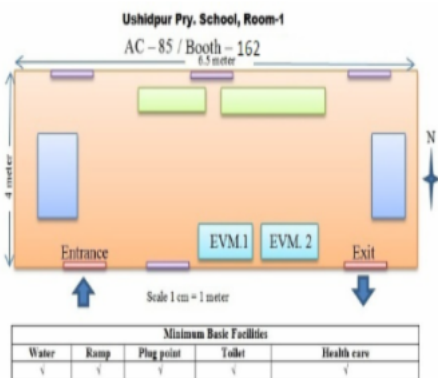 Ushidpur Pry. School, Room-1
AC – 85 / Booth – 162
6.5 meter
4 meter
N
EVM.1 EVM. 2
Entrance Exit
Scale 1 cm = 1 meter
Minimum Basic Facilities
Water Ramp Plug point Toilet Health care
√ √ √ √ √